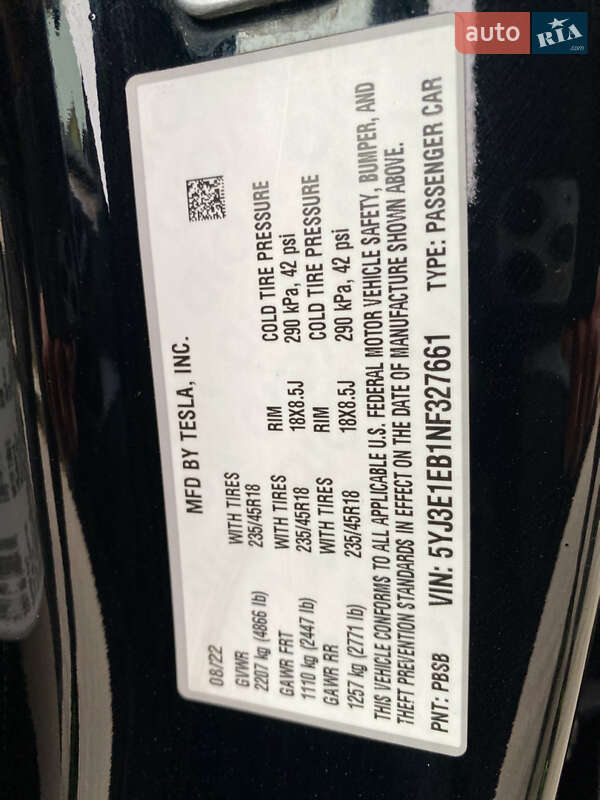 auto RIA .com
MFD BY TESLA, INC.
08/22
GVWR WITH TIRES RIM COLD TIRE PRESSURE
2207 kg (4866 lb) 235/45R18 18X8.5J 290 kPa, 42 psi
GAWR FRT WITH TIRES RIM COLD TIRE PRESSURE
1110 kg (2447 lb) 235/45R18 18X8.5J 290 kPa, 42 psi
GAWR RR WITH TIRES
1257 kg (2771 lb) 235/45R18
THIS VEHICLE CONFORMS TO ALL APPLICABLE U.S. FEDERAL MOTOR VEHICLE SAFETY, BUMPER, AND
THEFT PREVENTION STANDARDS IN EFFECT ON THE DATE OF MANUFACTURE SHOWN ABOVE.
PNT: PBSB VIN: 5YJ3E1EB1NF327661 TYPE: PASSENGER CAR